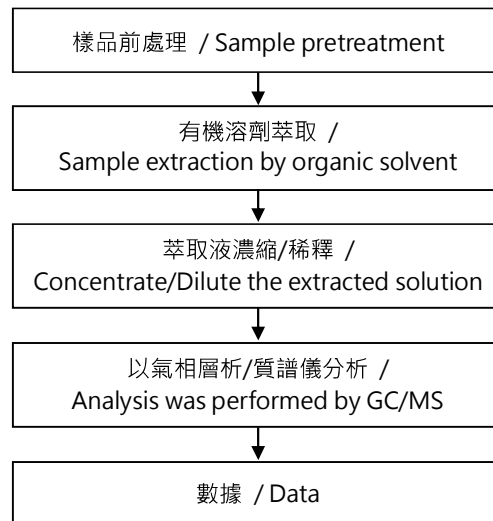 樣品前處理 / Sample pretreatment
有機溶劑萃取 /
Sample extraction by organic solvent
萃取液濃縮/稀釋 /
Concentrate/Dilute the extracted solution
以氣相層析/質譜儀分析 /
Analysis was performed by GC/MS
數據 / Data